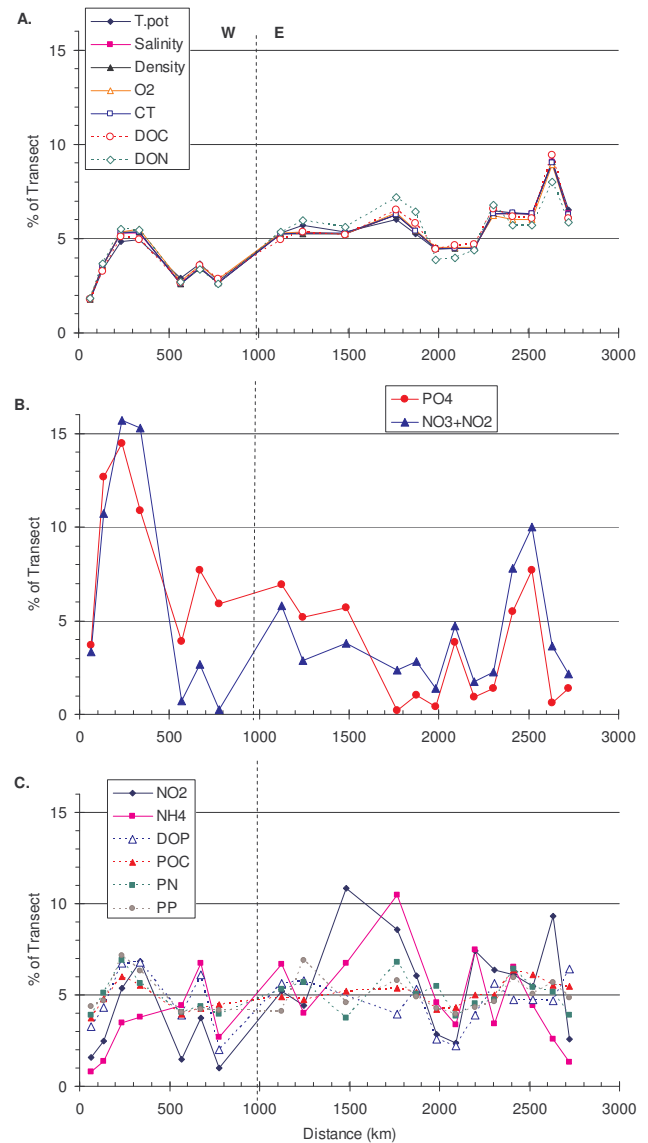 A.
T.pot
Salinity
Density
O2
CT
DOC
DON
W E
% of Transect
15
10
5
0
0 500 1000 1500 2000 2500 3000
B.
PO4
NO3+NO2
% of Transect
15
10
5
0
0 500 1000 1500 2000 2500 3000
C.
NO2
NH4
DOP
POC
PN
PP
% of Transect
15
10
5
0
0 500 1000 1500 2000 2500 3000
Distance (km)